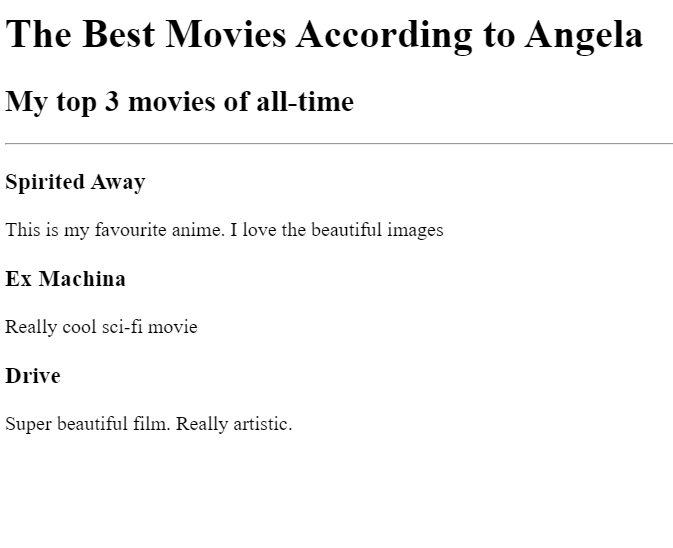 The Best Movies According to Angela
My top 3 movies of all-time
Spirited Away
This is my favourite anime. I love the beautiful images
Ex Machina
Really cool sci-fi movie
Drive
Super beautiful film. Really artistic.